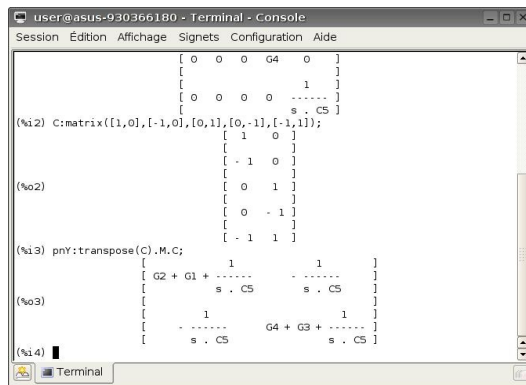 user@asus-930366180 - Terminal - Console
Session Édition Affichage Signets Configuration Aide
[ 0 0 0 G4 0 ]
[ ]
[ 1 ]
[ 0 0 0 0 ------ ]
[ s . C5 ]
(%i2) C:matrix([1,0],[-1,0],[0,1],[0,-1],[-1,1]);
[ 1 0 ]
[ ]
[ - 1 0 ]
[ ]
(%o2) [ 0 1 ]
[ ]
[ 0 - 1 ]
[ ]
[ - 1 1 ]
(%i3) pnY:transpose(C).M.C;
[ 1 1 ]
[ G2 + G1 + ------ - ------ ]
[ s . C5 s . C5 ]
(%o3) [ ]
[ 1 1 ]
[ - ------ G4 + G3 + ------ ]
[ s . C5 s . C5 ]
(%i4)
Terminal